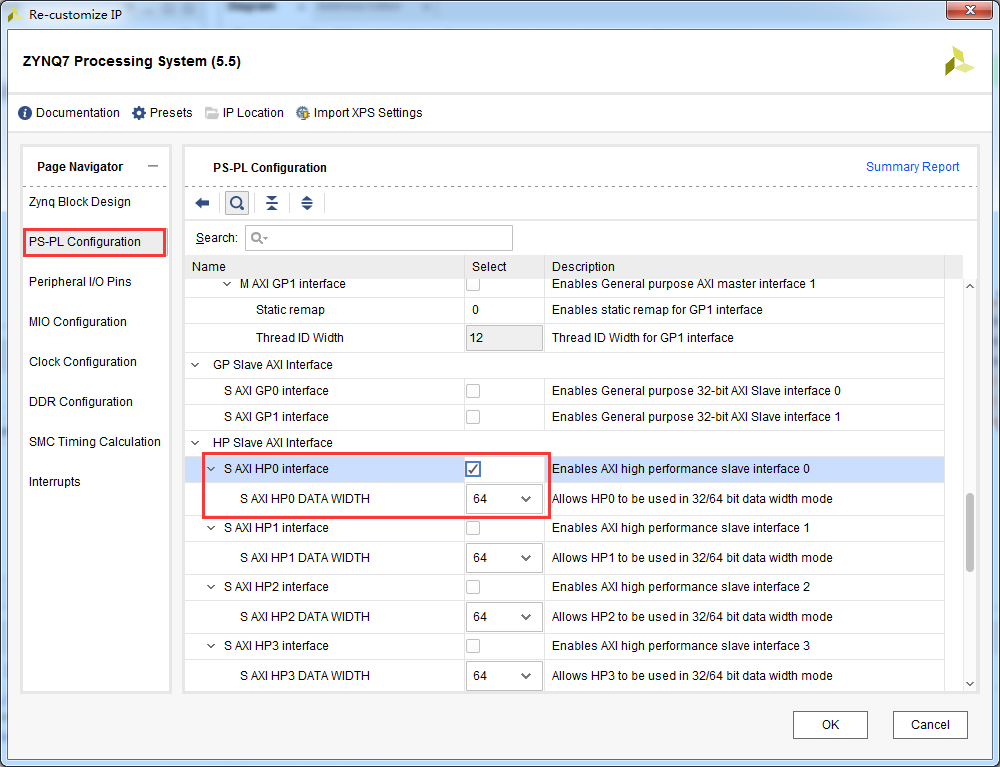 Re-customize IP
ZYNQ7 Processing System (5.5)
Documentation Presets IP Location Import XPS Settings
Page Navigator
Zynq Block Design
PS-PL Configuration
Peripheral I/O Pins
MIO Configuration
Clock Configuration
DDR Configuration
SMC Timing Calculation
Interrupts
PS-PL Configuration Summary Report
Search:
Name Select Description
M AXI GP1 interface Enables General purpose AXI master interface 1
Static remap 0 Enables static remap for GP1 interface
Thread ID Width 12 Thread ID Width for GP1 interface
GP Slave AXI Interface
S AXI GP0 interface Enables General purpose 32-bit AXI Slave interface 0
S AXI GP1 interface Enables General purpose 32-bit AXI Slave interface 1
HP Slave AXI Interface
S AXI HP0 interface Enables AXI high performance slave interface 0
S AXI HP0 DATA WIDTH 64 Allows HP0 to be used in 32/64 bit data width mode
S AXI HP1 interface Enables AXI high performance slave interface 1
S AXI HP1 DATA WIDTH 64 Allows HP1 to be used in 32/64 bit data width mode
S AXI HP2 interface Enables AXI high performance slave interface 2
S AXI HP2 DATA WIDTH 64 Allows HP2 to be used in 32/64 bit data width mode
S AXI HP3 interface Enables AXI high performance slave interface 3
S AXI HP3 DATA WIDTH 64 Allows HP3 to be used in 32/64 bit data width mode
OK Cancel